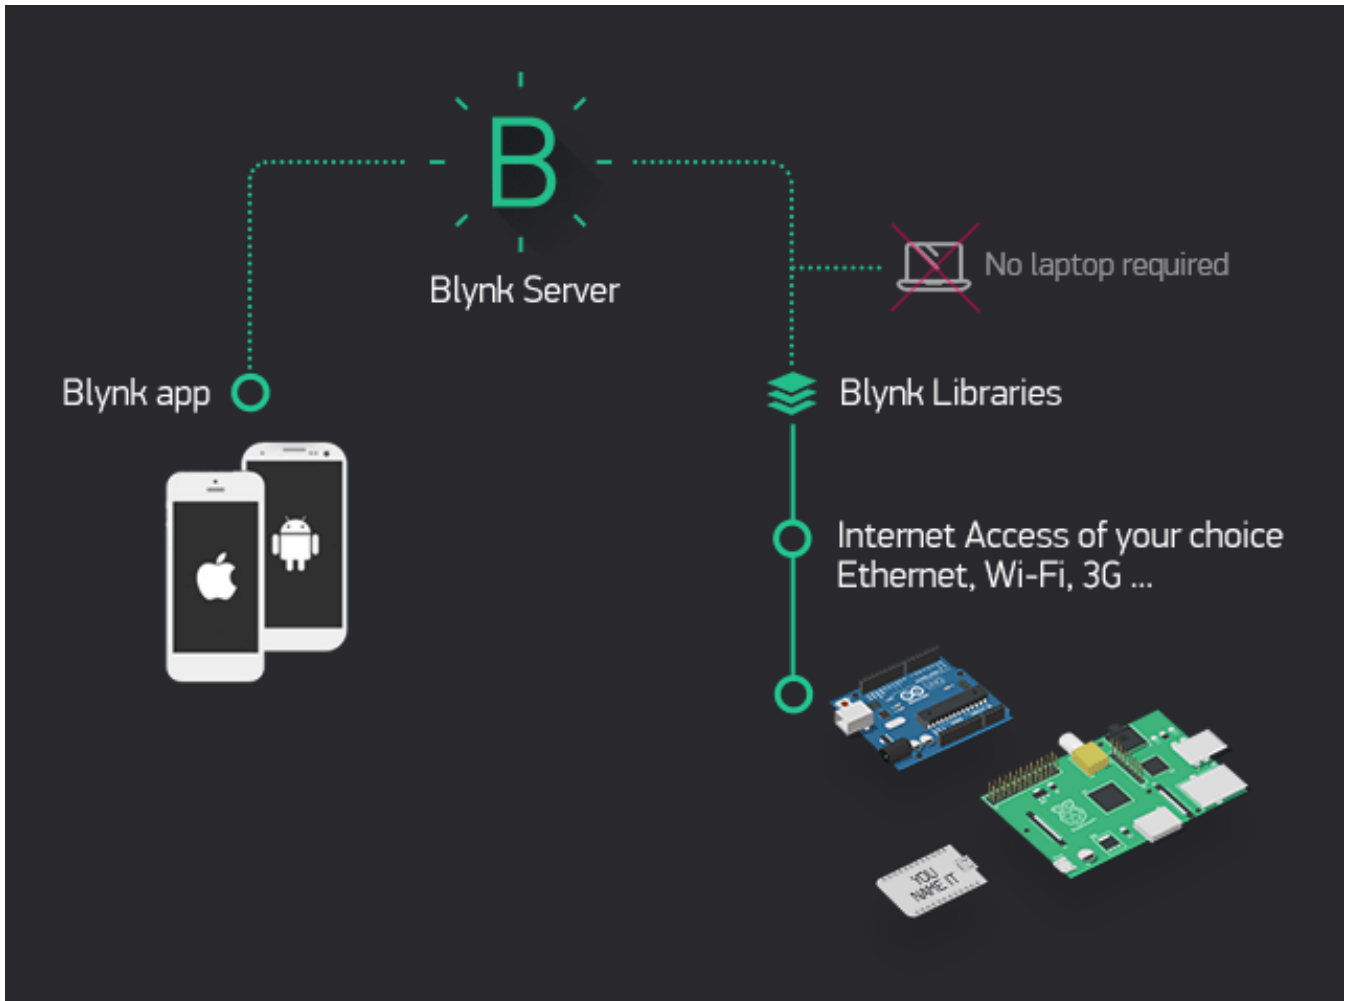 B
Blynk Server
No laptop required
Blynk app
Blynk Libraries
Internet Access of your choice
Ethernet, Wi-Fi, 3G ...
YOU
NAME IT